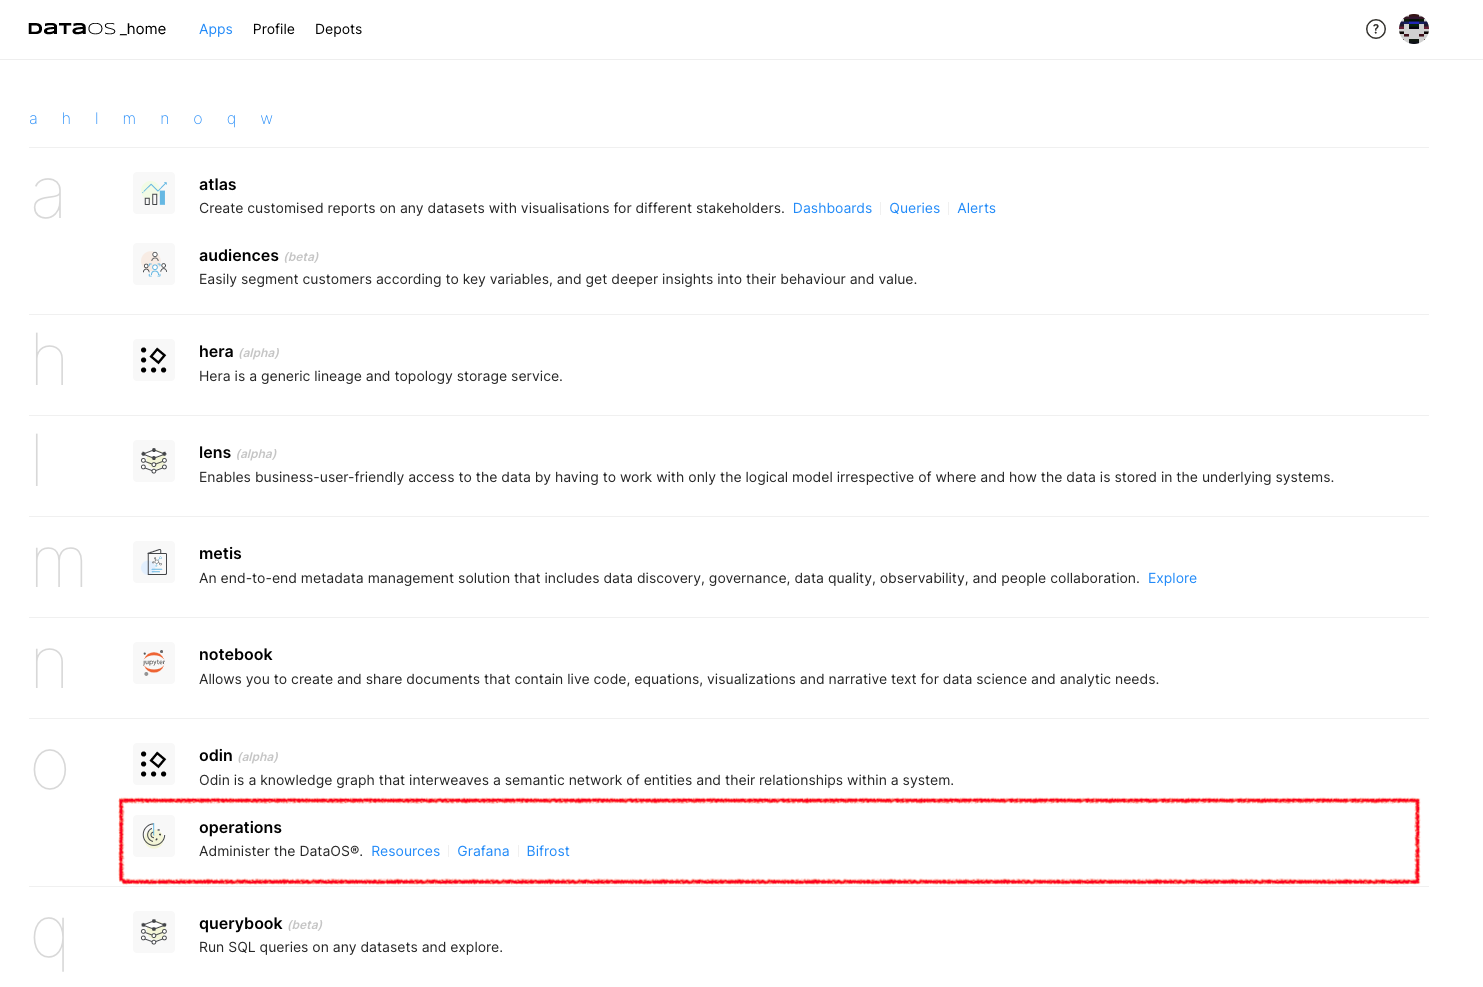 DATAOS _home Apps Profile Depots ?
a h l m n o q w
a
atlas
Create customised reports on any datasets with visualisations for different stakeholders. Dashboards Queries Alerts
audiences (beta)
Easily segment customers according to key variables, and get deeper insights into their behaviour and value.
h
hera (alpha)
Hera is a generic lineage and topology storage service.
l
lens (alpha)
Enables business-user-friendly access to the data by having to work with only the logical model irrespective of where and how the data is stored in the underlying systems.
m
metis
An end-to-end metadata management solution that includes data discovery, governance, data quality, observability, and people collaboration. Explore
n
jupyter
notebook
Allows you to create and share documents that contain live code, equations, visualizations and narrative text for data science and analytic needs.
o
odin (alpha)
Odin is a knowledge graph that interweaves a semantic network of entities and their relationships within a system.
operations
Administer the DataOS®. Resources Grafana Bifrost
q
querybook (beta)
Run SQL queries on any datasets and explore.